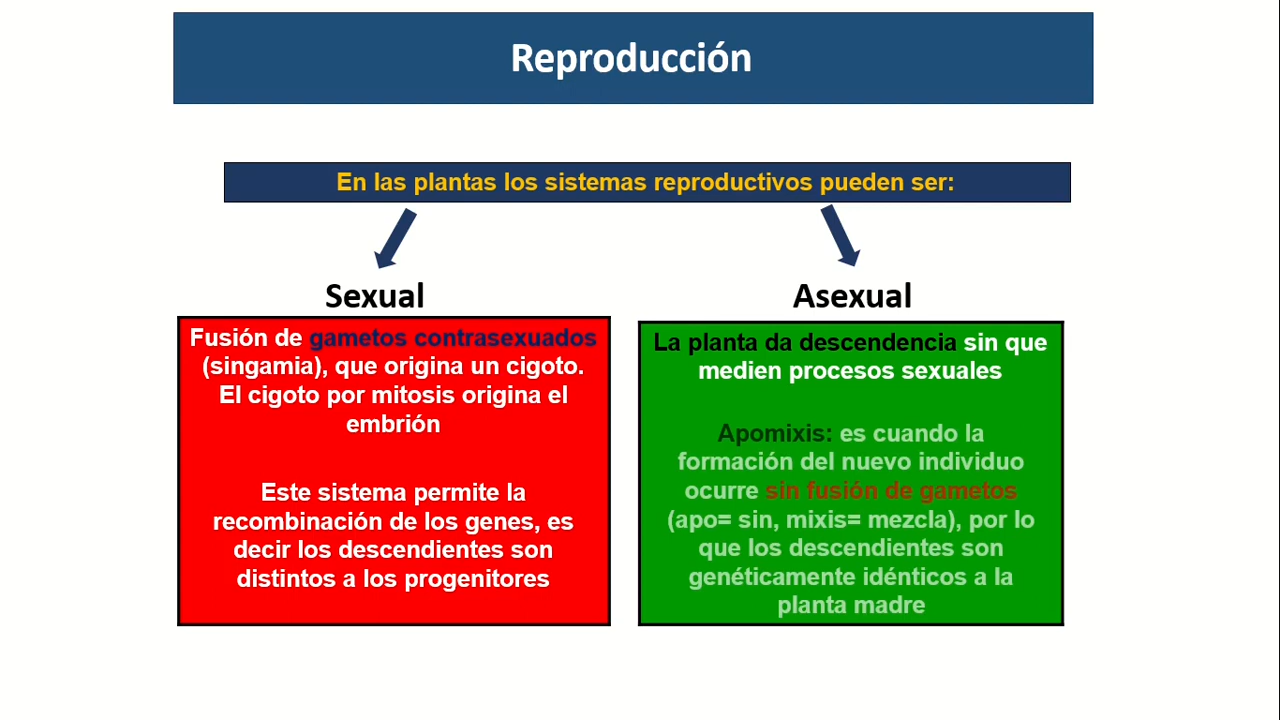 Reproducción
En las plantas los sistemas reproductivos pueden ser:
Sexual
Fusión de gametos contrasexuados
(singamia), que origina un cigoto.
El cigoto por mitosis origina el
embrión
Este sistema permite la
recombinación de los genes, es
decir los descendientes son
distintos a los progenitores
Asexual
La planta da descendencia sin que
medien procesos sexuales
Apomixis: es cuando la
formación del nuevo individuo
ocurre sin fusión de gametos
(apo= sin, mixis= mezcla), por lo
que los descendientes son
genéticamente idénticos a la
planta madre